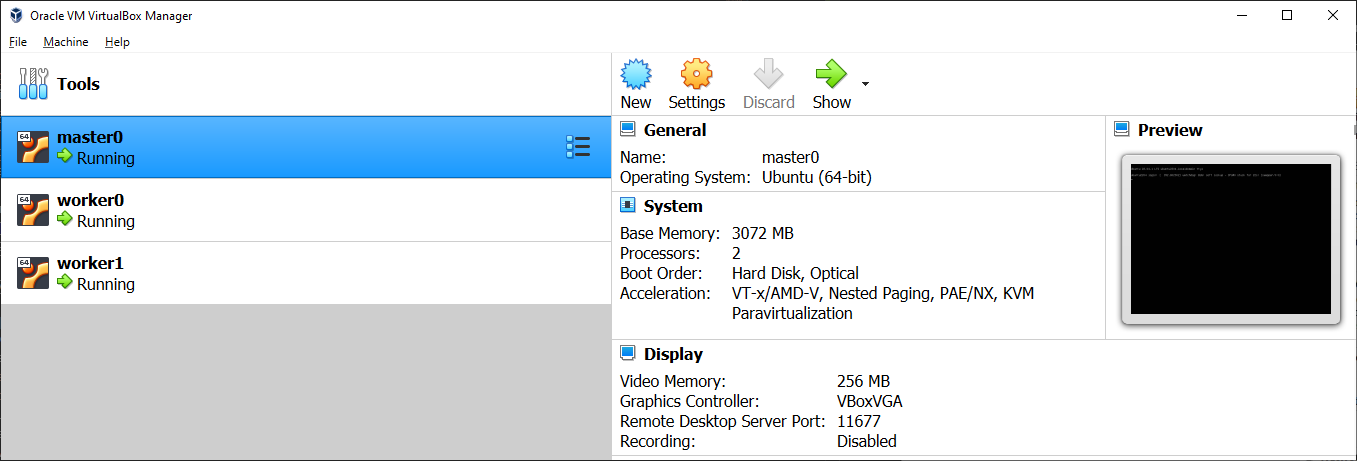 Oracle VM VirtualBox Manager
File Machine Help
Tools
64
master0
Running
64
worker0
Running
64
worker1
Running
New Settings Discard Show
General
Name: master0
Operating System: Ubuntu (64-bit)
System
Base Memory: 3072 MB
Processors: 2
Boot Order: Hard Disk, Optical
Acceleration: VT-x/AMD-V, Nested Paging, PAE/NX, KVM
Paravirtualization
Preview
Display
Video Memory: 256 MB
Graphics Controller: VBoxVGA
Remote Desktop Server Port: 11677
Recording: Disabled